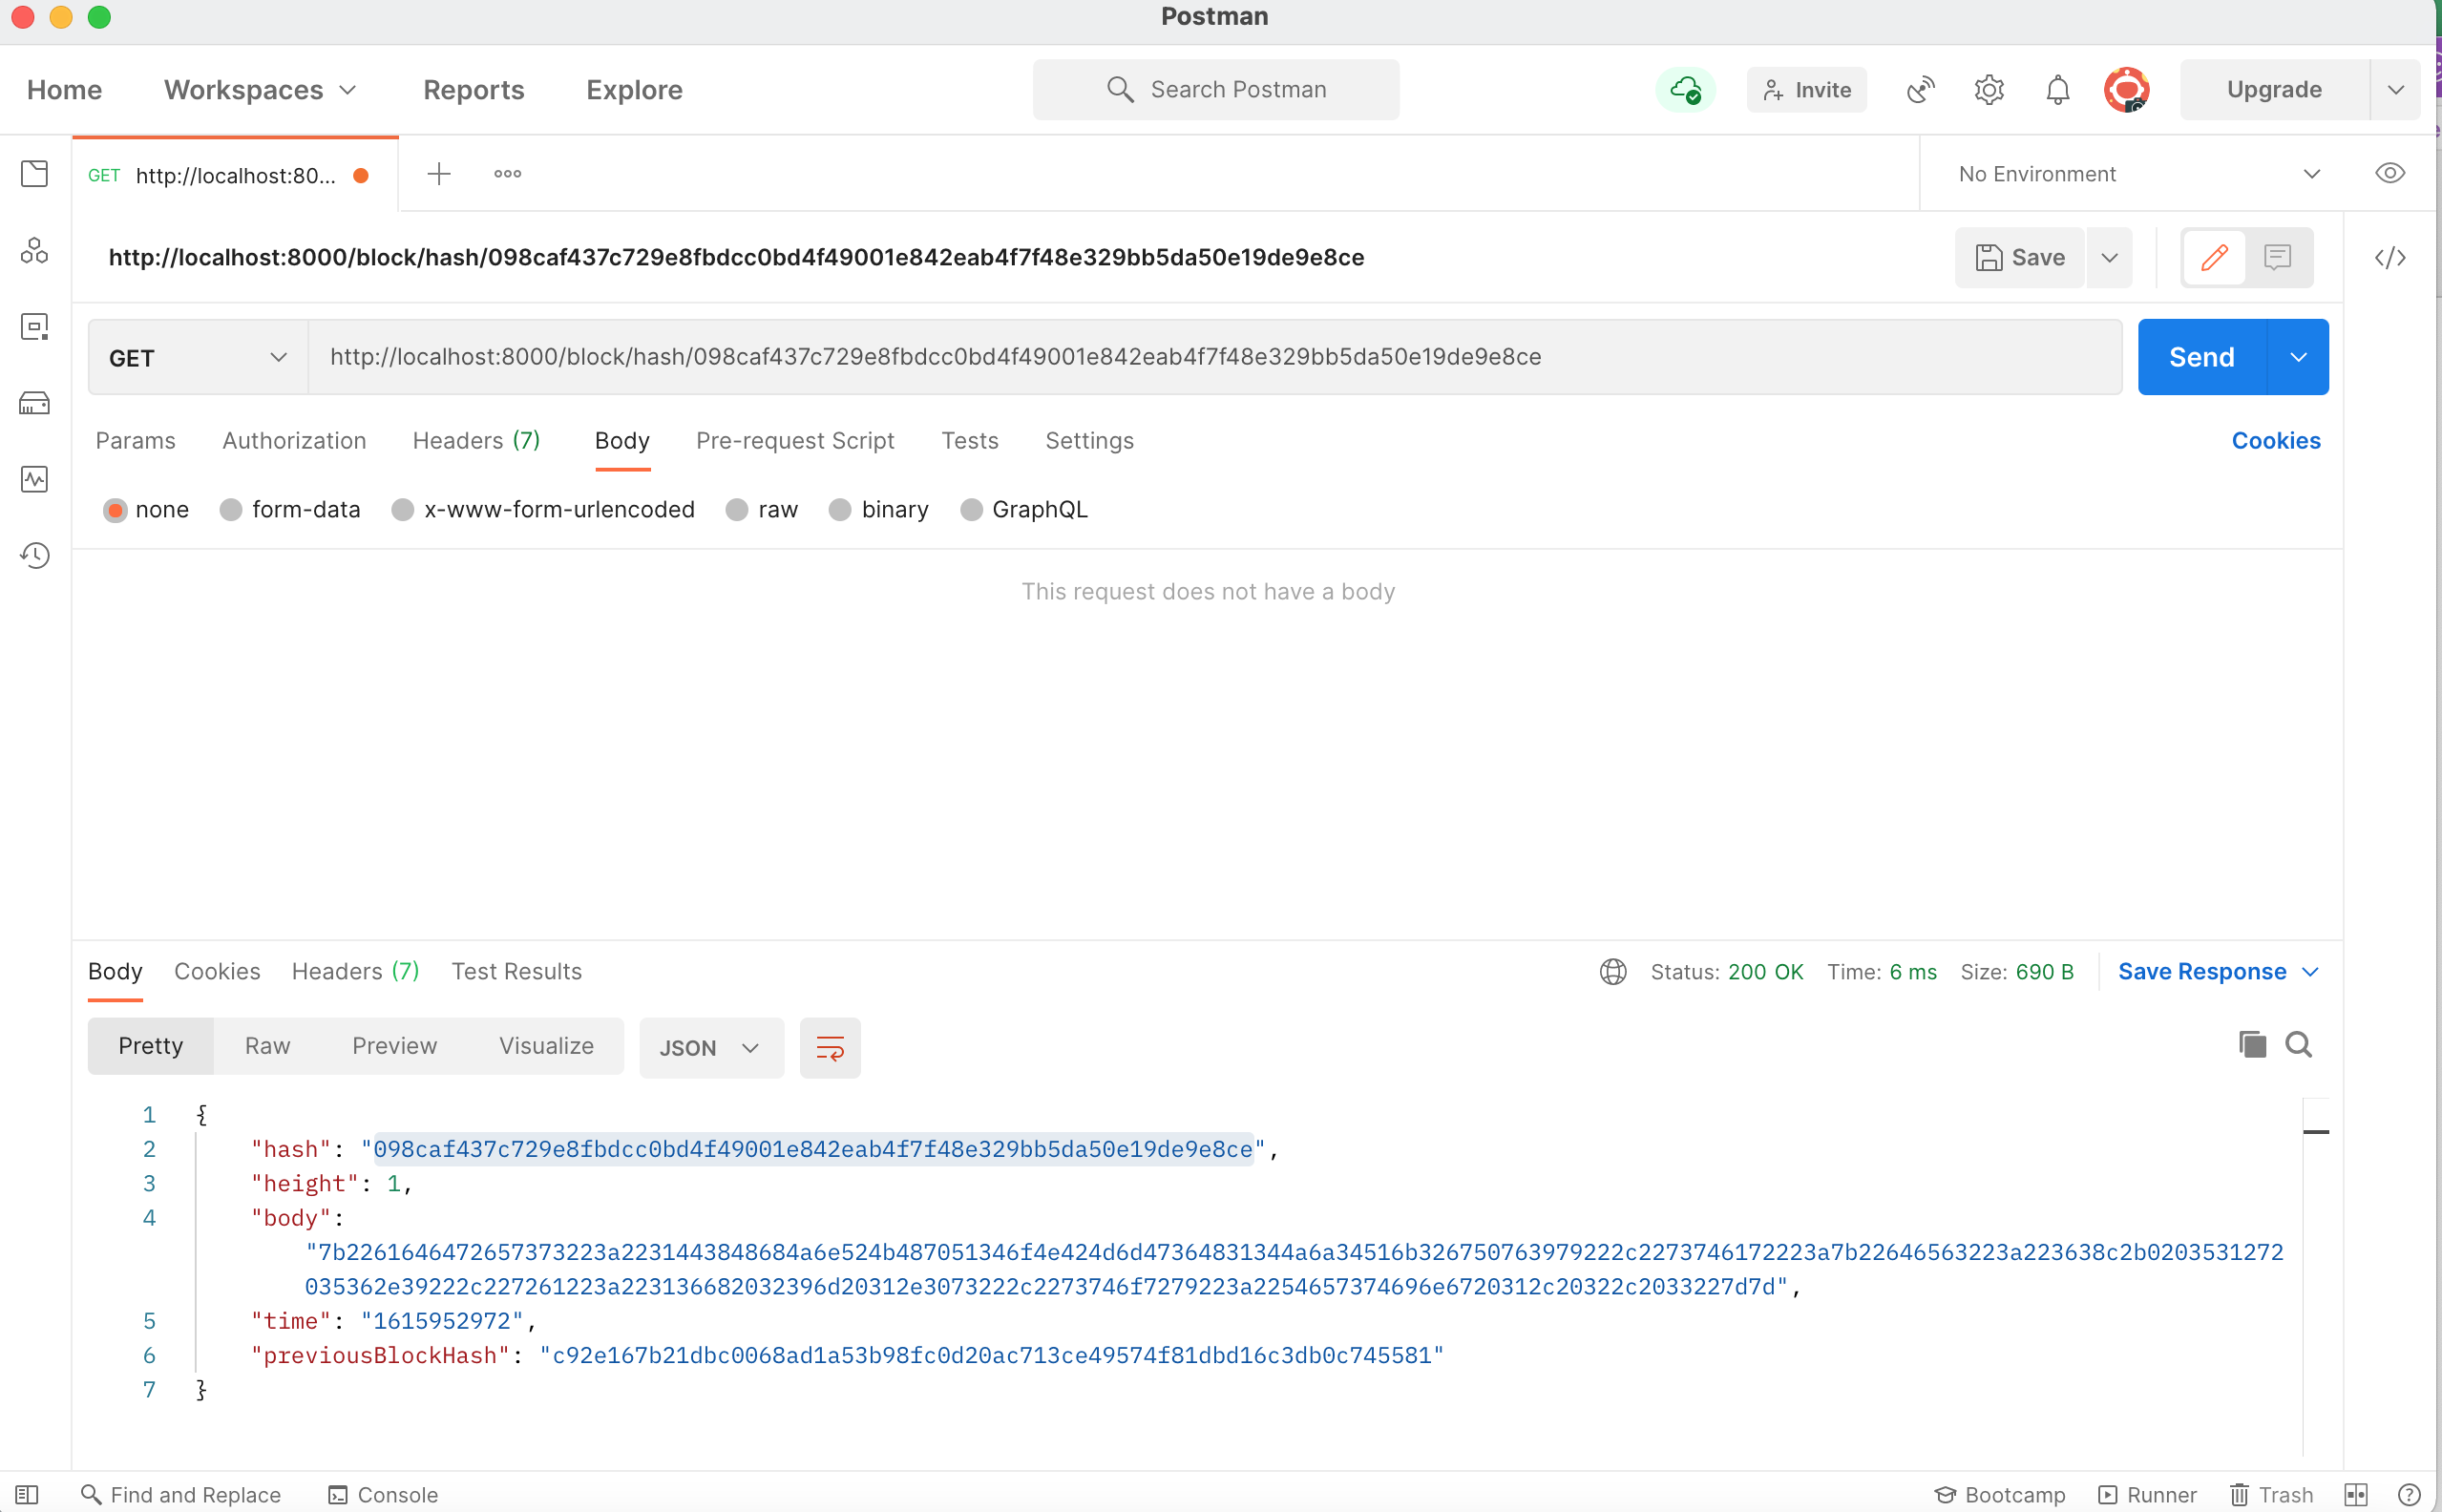 Postman
Home Workspaces Reports Explore Search Postman Invite Upgrade
GET http://localhost:80... No Environment
http://localhost:8000/block/hash/098caf437c729e8fbdcc0bd4f49001e842eab4f7f48e329bb5da50e19de9e8ce Save
GET http://localhost:8000/block/hash/098caf437c729e8fbdcc0bd4f49001e842eab4f7f48e329bb5da50e19de9e8ce Send
Params Authorization Headers (7) Body Pre-request Script Tests Settings Cookies
none form-data x-www-form-urlencoded raw binary GraphQL
This request does not have a body
Body Cookies Headers (7) Test Results Status: 200 OK Time: 6 ms Size: 690 B Save Response
Pretty Raw Preview Visualize JSON
1 {
2 "hash": "098caf437c729e8fbdcc0bd4f49001e842eab4f7f48e329bb5da50e19de9e8ce",
3 "height": 1,
4 "body":
"7b2261646472657373223a2231443848684a6e524b487051346f4e424d6d47364831344a6a34516b326750763979222c2273746172223a7b22646563223a223638c2b0203531272
035362e39222c227261223a223136682032396d20312e3073222c2273746f7279223a2254657374696e6720312c20322c2033227d7d",
5 "time": "1615952972",
6 "previousBlockHash": "c92e167b21dbc0068ad1a53b98fc0d20ac713ce49574f81dbd16c3db0c745581"
7 }
Find and Replace Console Bootcamp Runner Trash